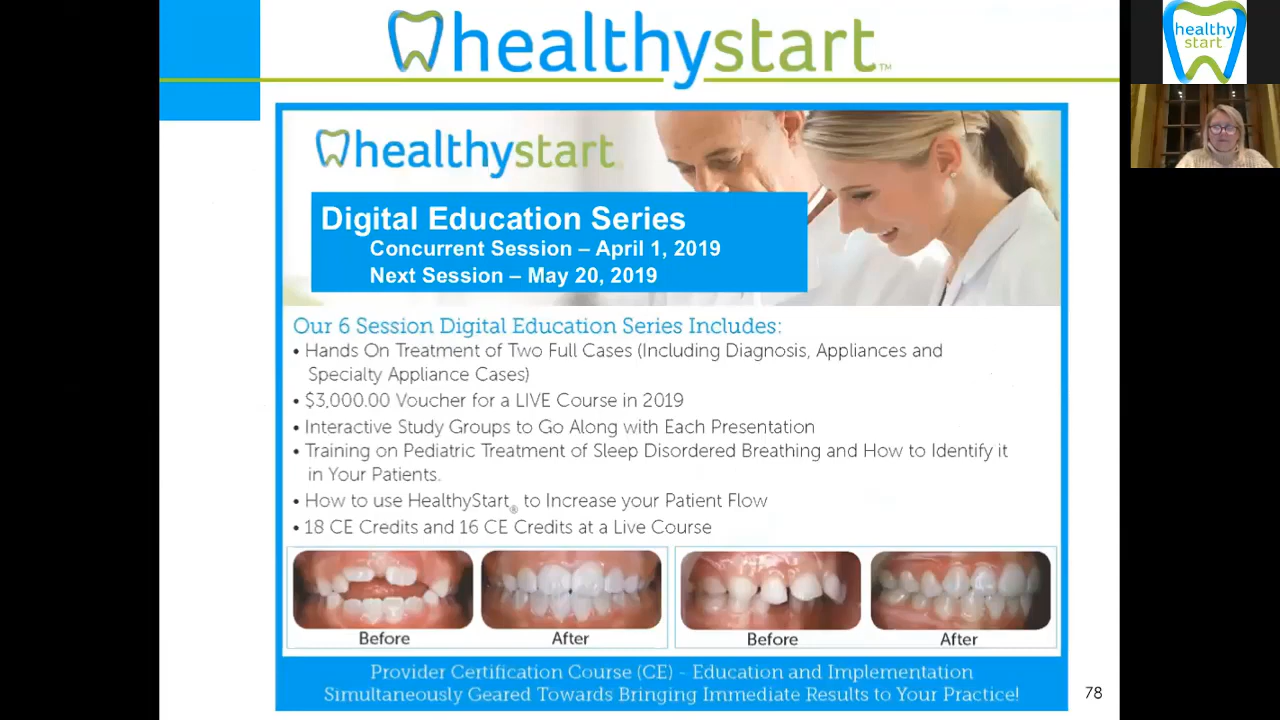 healthystart™
healthy
start
healthystart
Digital Education Series
Concurrent Session – April 1, 2019
Next Session – May 20, 2019
Our 6 Session Digital Education Series Includes:
• Hands On Treatment of Two Full Cases (Including Diagnosis, Appliances and
Specialty Appliance Cases)
• $3,000.00 Voucher for a LIVE Course in 2019
• Interactive Study Groups to Go Along with Each Presentation
• Training on Pediatric Treatment of Sleep Disordered Breathing and How to Identify it
in Your Patients.
• How to use HealthyStart® to Increase your Patient Flow
• 18 CE Credits and 16 CE Credits at a Live Course
Before After Before After
Provider Certification Course (CE) - Education and Implementation
Simultaneously Geared Towards Bringing Immediate Results to Your Practice!
78